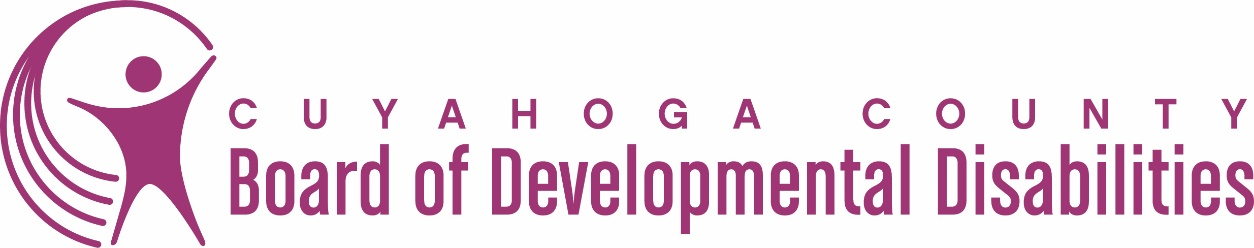 CUYAHOGA COUNTY
Board of Developmental Disabilities